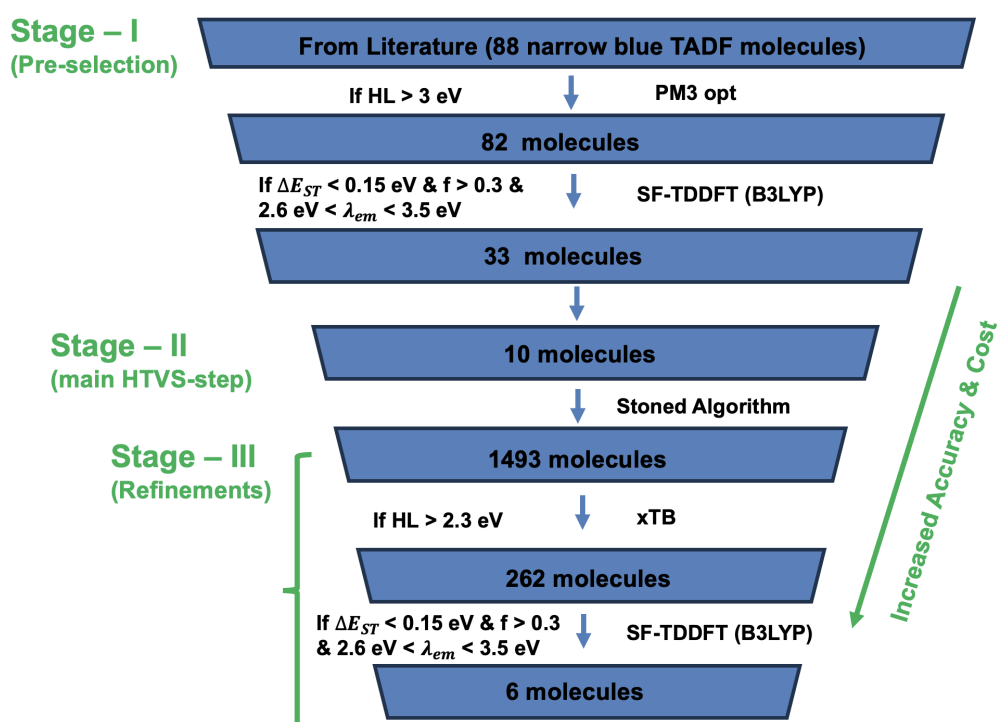 Stage – I
(Pre-selection)
From Literature (88 narrow blue TADF molecules)
If HL > 3 eV
PM3 opt
82 molecules
If ΔE_ST < 0.15 eV & f > 0.3 &
2.6 eV < λ_em < 3.5 eV
SF-TDDFT (B3LYP)
33 molecules
Stage – II
(main HTVS-step)
10 molecules
Stoned Algorithm
Stage – III
(Refinements)
1493 molecules
If HL > 2.3 eV
xTB
262 molecules
If ΔE_ST < 0.15 eV & f > 0.3
& 2.6 eV < λ_em < 3.5 eV
SF-TDDFT (B3LYP)
6 molecules
Increased Accuracy & Cost